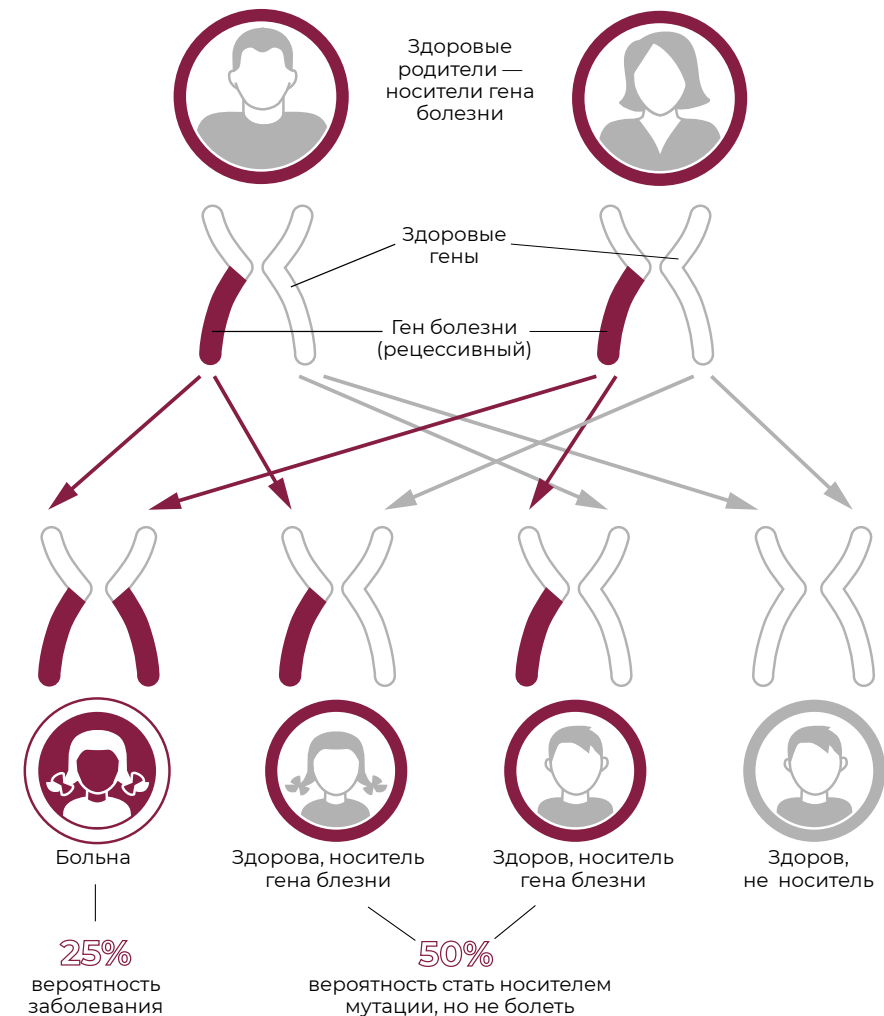 Здоровые
родители —
носители гена
болезни
Здоровые
гены
Ген болезни
(рецессивный)
Больна
Здорова, носитель
гена блезни
Здоров, носитель
гена блезни
Здоров,
не носитель
25%
вероятность
заболевания
50%
вероятность стать носителем
мутации, но не болеть